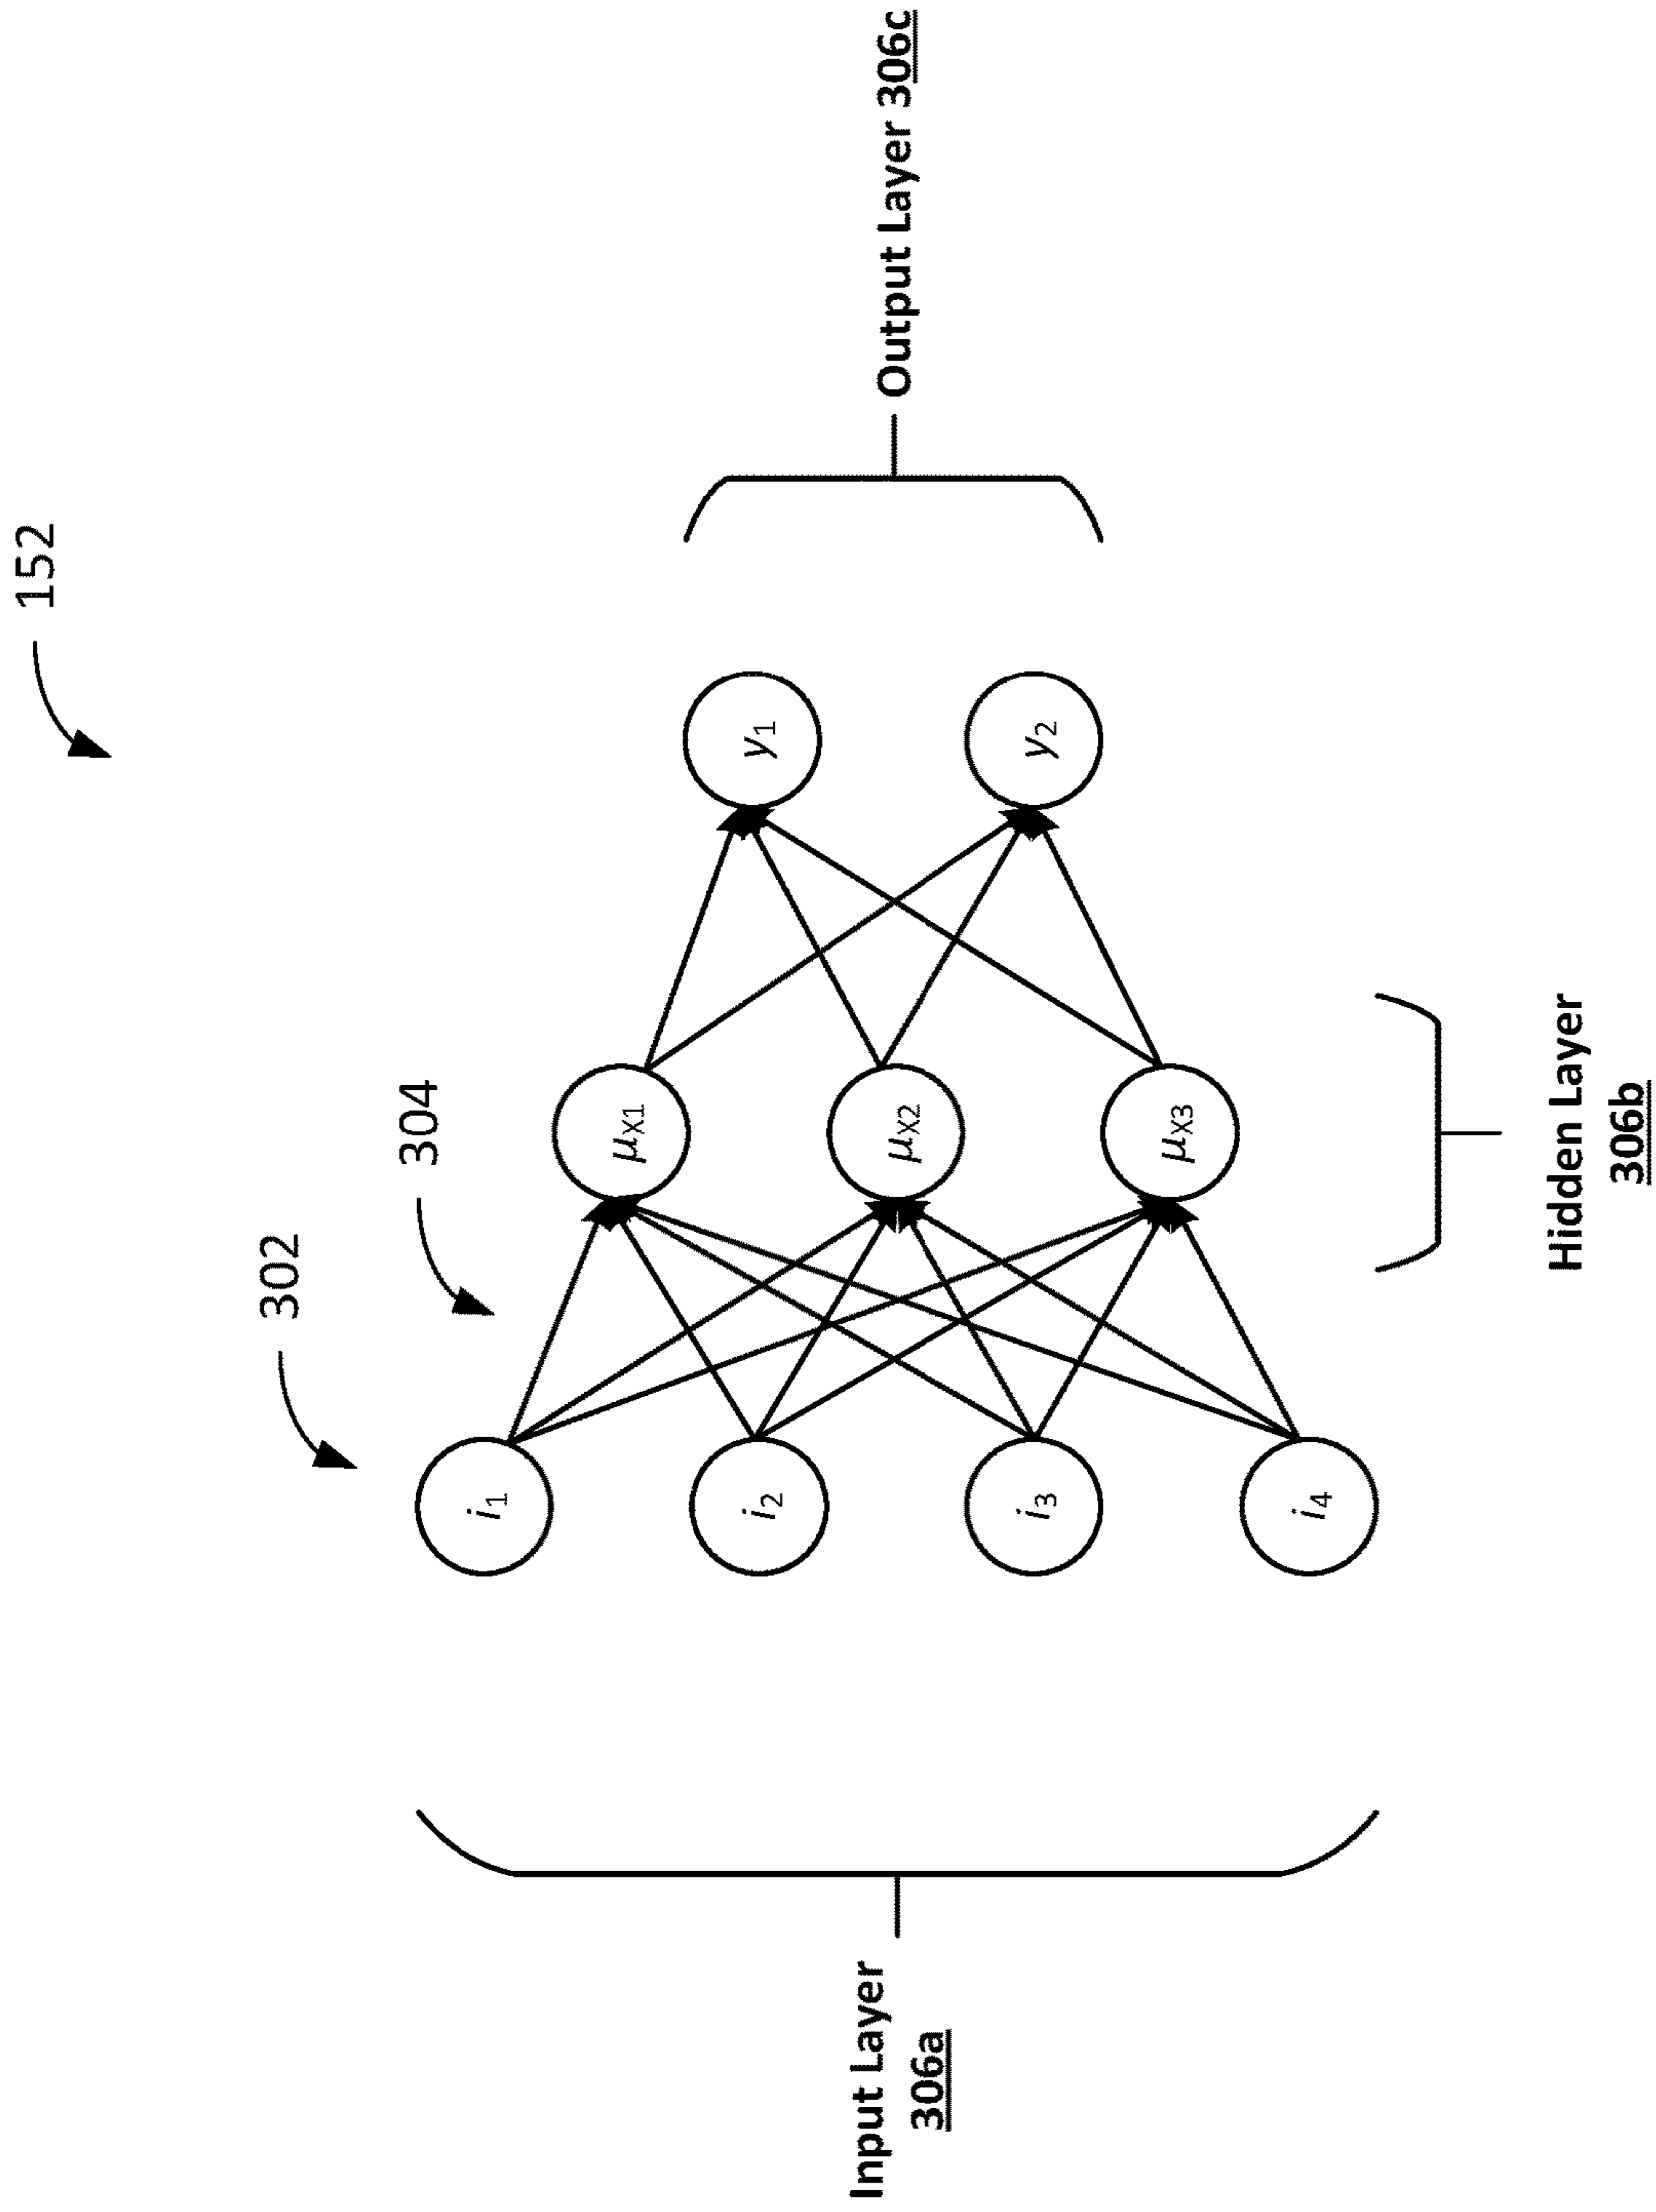 152
302
304
i1
i2
i3
i4
μX1
μX2
μX3
y1
y2
Input Layer
306a
Hidden Layer
306b
Output Layer 306c